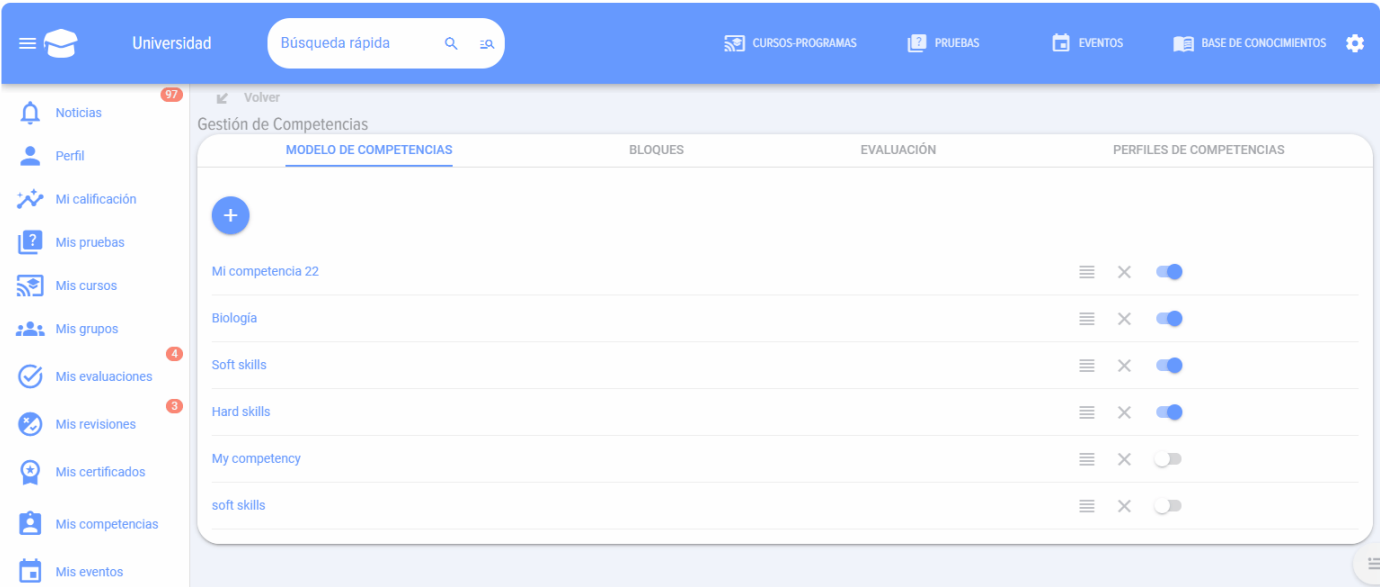 Universidad
Búsqueda rápida
CURSOS-PROGRAMAS
PRUEBAS
EVENTOS
BASE DE CONOCIMIENTOS
97
Noticias
Perfil
Mi calificación
Mis pruebas
Mis cursos
Mis grupos
4
Mis evaluaciones
3
Mis revisiones
Mis certificados
Mis competencias
Mis eventos
Volver
Gestión de Competencias
MODELO DE COMPETENCIAS
BLOQUES
EVALUACIÓN
PERFILES DE COMPETENCIAS
Mi competencia 22
Biología
Soft skills
Hard skills
My competency
soft skills